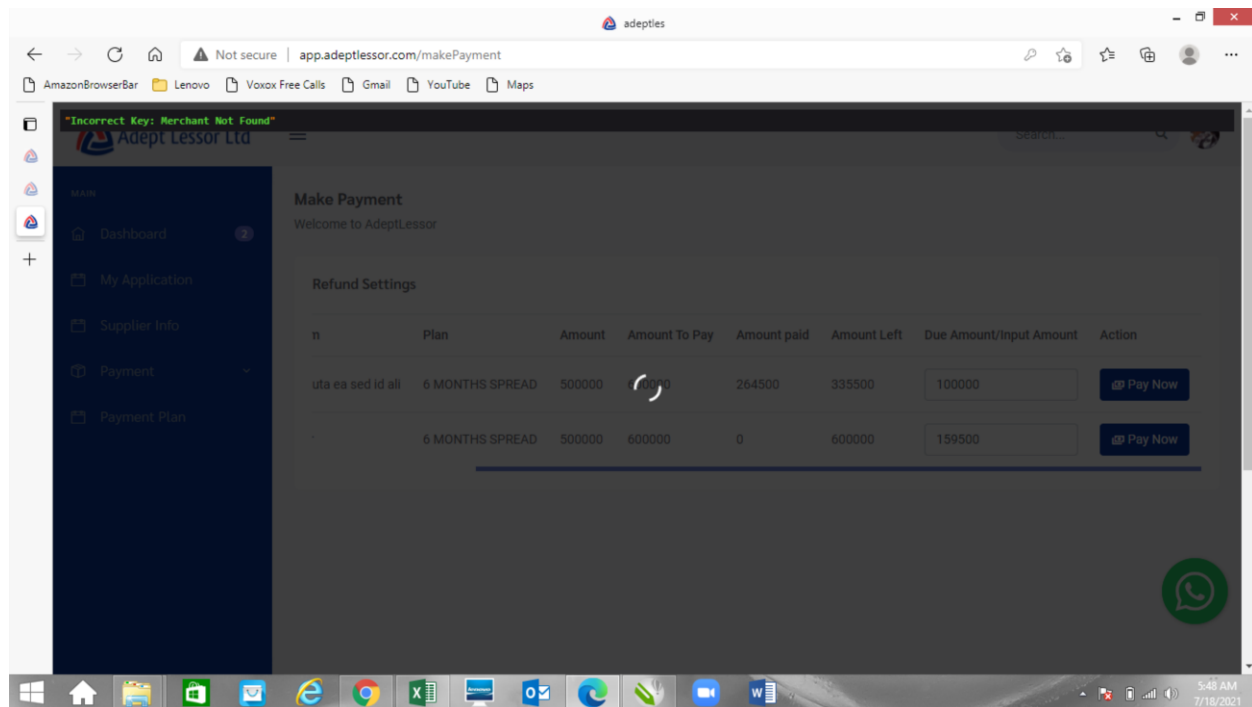 adeptles
Not secure | app.adeptlessor.com/makePayment
AmazonBrowserBar Lenovo Voxox Free Calls Gmail YouTube Maps
"Incorrect Key: Merchant Not Found"
Adept Lessor Ltd Search...
MAIN
Make Payment
Welcome to AdeptLessor
Dashboard 2
My Application
Refund Settings
Supplier Info
n Plan Amount Amount To Pay Amount paid Amount Left Due Amount/Input Amount Action
Payment
uta ea sed id ali 6 MONTHS SPREAD 500000 600000 264500 335500 100000 Pay Now
Payment Plan
6 MONTHS SPREAD 500000 600000 0 600000 159500 Pay Now
5:48 AM
7/18/2021